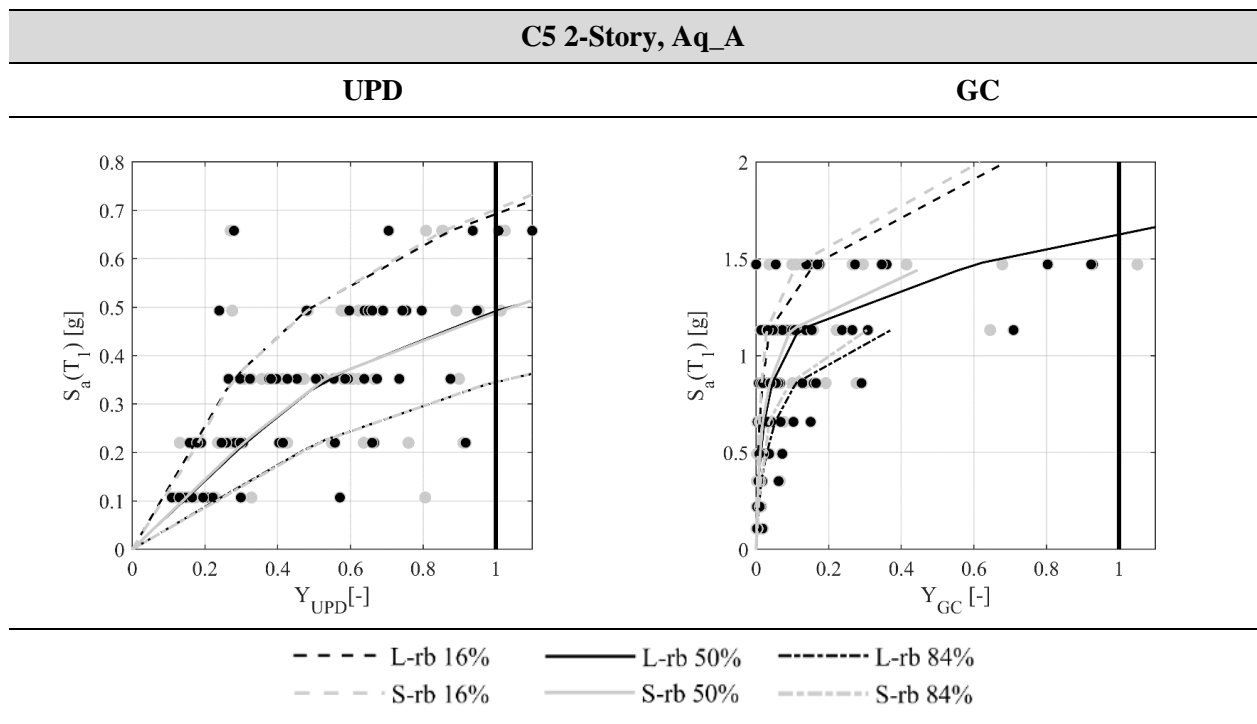 C5 2-Story, Aq_A
UPD
GC
0.8
0.7
0.6
0.5
0.4
0.3
0.2
0.1
0
S_a(T_1) [g]
0 0.2 0.4 0.6 0.8 1
Y_UPD[-]
2
1.5
1
0.5
0
S_a(T_1) [g]
0 0.2 0.4 0.6 0.8 1
Y_GC [-]
L-rb 16% L-rb 50% L-rb 84%
S-rb 16% S-rb 50% S-rb 84%